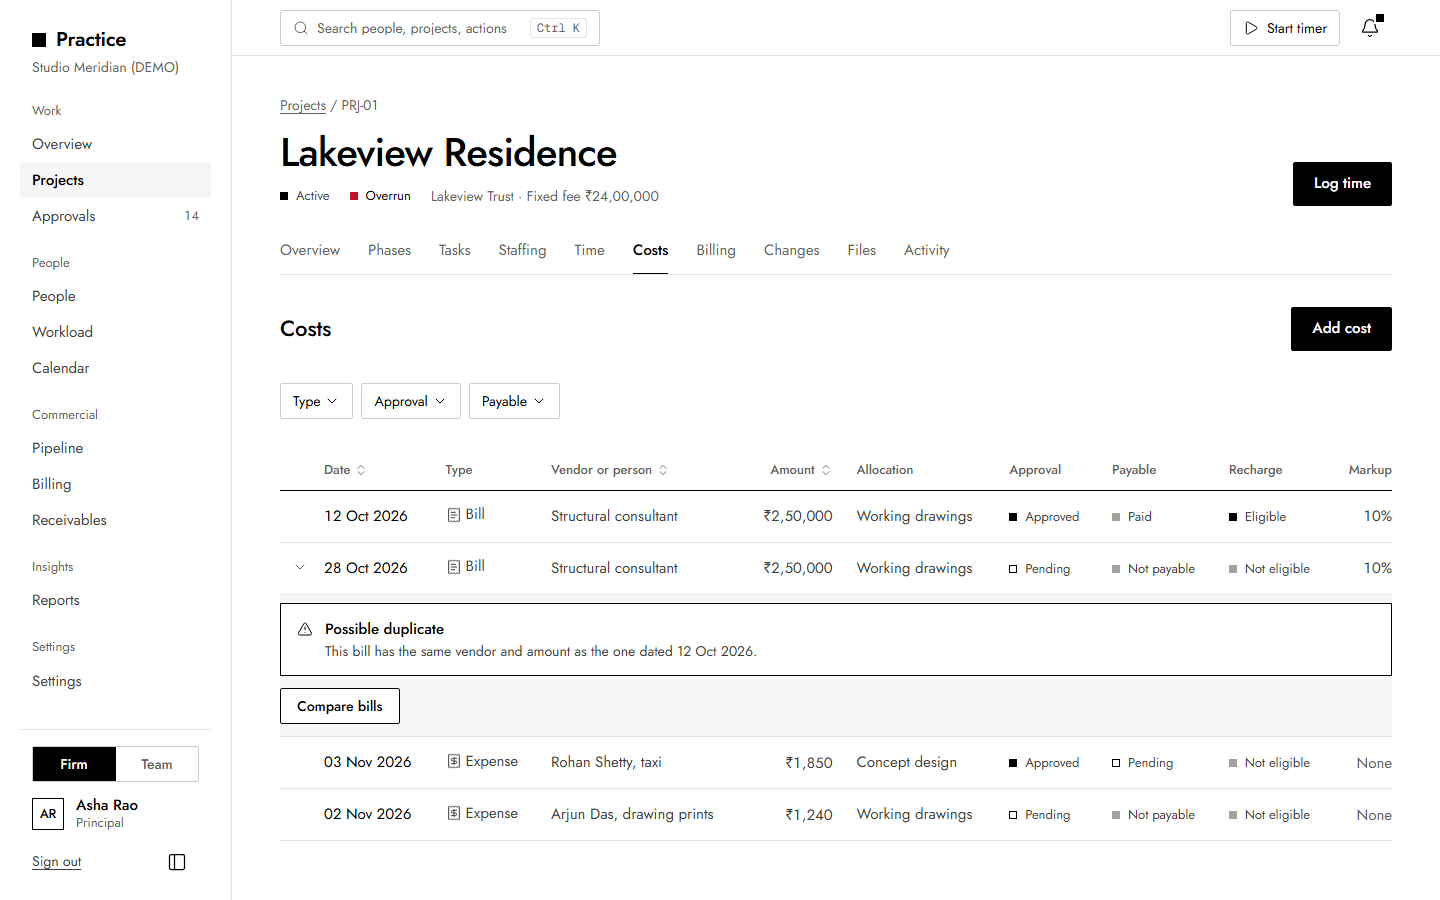 Practice
Studio Meridian (DEMO)
Work
Overview
Projects
Approvals 14
People
People
Workload
Calendar
Commercial
Pipeline
Billing
Receivables
Insights
Reports
Settings
Settings
Firm Team
AR
Asha Rao
Principal
Sign out
Search people, projects, actions Ctrl K
Start timer
Projects / PRJ-01
Lakeview Residence
Active Overrun Lakeview Trust · Fixed fee ₹24,00,000
Log time
Overview Phases Tasks Staffing Time Costs Billing Changes Files Activity
Costs
Add cost
Type Approval Payable
Date Type Vendor or person Amount Allocation Approval Payable Recharge Markup
12 Oct 2026 Bill Structural consultant ₹2,50,000 Working drawings Approved Paid Eligible 10%
28 Oct 2026 Bill Structural consultant ₹2,50,000 Working drawings Pending Not payable Not eligible 10%
Possible duplicate
This bill has the same vendor and amount as the one dated 12 Oct 2026.
Compare bills
03 Nov 2026 Expense Rohan Shetty, taxi ₹1,850 Concept design Approved Pending Not eligible None
02 Nov 2026 Expense Arjun Das, drawing prints ₹1,240 Working drawings Pending Not payable Not eligible None